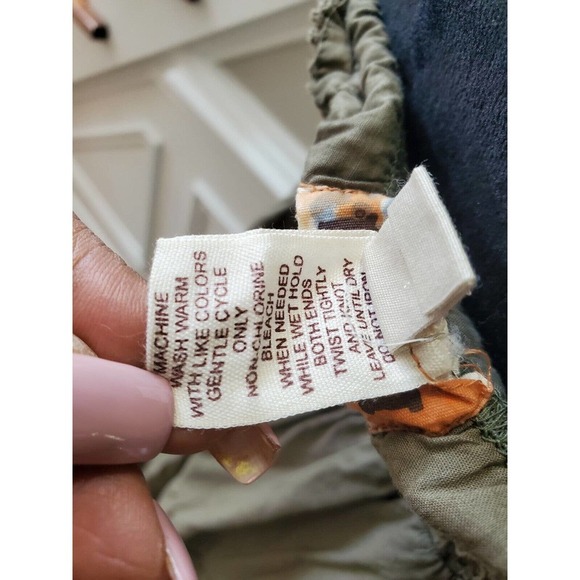 MACHINE
WASH WARM
WITH LIKE COLORS
GENTLE CYCLE
ONLY
NON-CHLORINE
BLEACH
WHEN NEEDED
WHILE WET HOLD
BOTH ENDS
TWIST TIGHTLY
AND KNOT
LEAVE UNTIL DRY
DO NOT IRON